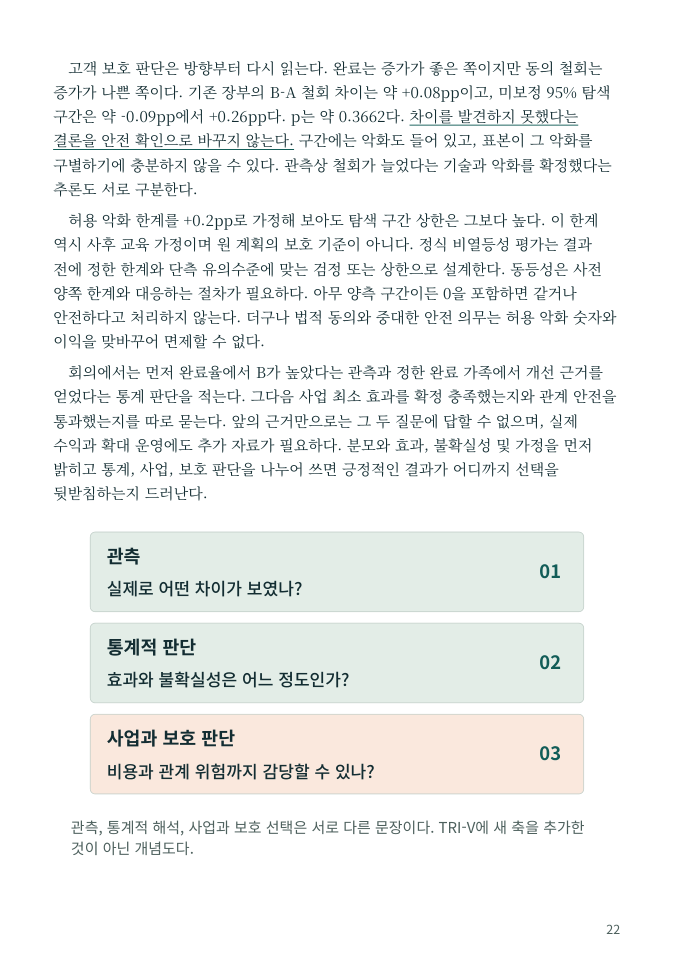 고객 보호 판단은 방향부터 다시 읽는다. 완료는 증가가 좋은 쪽이지만 동의 철회는
증가가 나쁜 쪽이다. 기존 장부의 B-A 철회 차이는 약 +0.08pp이고, 미보정 95% 탐색
구간은 약 -0.09pp에서 +0.26pp다. p는 약 0.3662다. 차이를 발견하지 못했다는
결론을 안전 확인으로 바꾸지 않는다. 구간에는 악화도 들어 있고, 표본이 그 악화를
구별하기에 충분하지 않을 수 있다. 관측상 철회가 늘었다는 기술과 악화를 확정했다는
추론도 서로 구분한다.
허용 악화 한계를 +0.2pp로 가정해 보아도 탐색 구간 상한은 그보다 높다. 이 한계
역시 사후 교육 가정이며 원 계획의 보호 기준이 아니다. 정식 비열등성 평가는 결과
전에 정한 한계와 단측 유의수준에 맞는 검정 또는 상한으로 설계한다. 동등성은 사전
양쪽 한계와 대응하는 절차가 필요하다. 아무 양측 구간이든 0을 포함하면 같거나
안전하다고 처리하지 않는다. 더구나 법적 동의와 중대한 안전 의무는 허용 악화 숫자와
이익을 맞바꾸어 면제할 수 없다.
회의에서는 먼저 완료율에서 B가 높았다는 관측과 정한 완료 가족에서 개선 근거를
얻었다는 통계 판단을 적는다. 그다음 사업 최소 효과를 확정 충족했는지와 관계 안전을
통과했는지를 따로 묻는다. 앞의 근거만으로는 그 두 질문에 답할 수 없으며, 실제
수익과 확대 운영에도 추가 자료가 필요하다. 분모와 효과, 불확실성 및 가정을 먼저
밝히고 통계, 사업, 보호 판단을 나누어 쓰면 긍정적인 결과가 어디까지 선택을
뒷받침하는지 드러난다.
관측
실제로 어떤 차이가 보였나?
01
통계적 판단
효과와 불확실성은 어느 정도인가?
02
사업과 보호 판단
비용과 관계 위험까지 감당할 수 있나?
03
관측, 통계적 해석, 사업과 보호 선택은 서로 다른 문장이다. TRI-V에 새 축을 추가한
것이 아닌 개념도다.
22